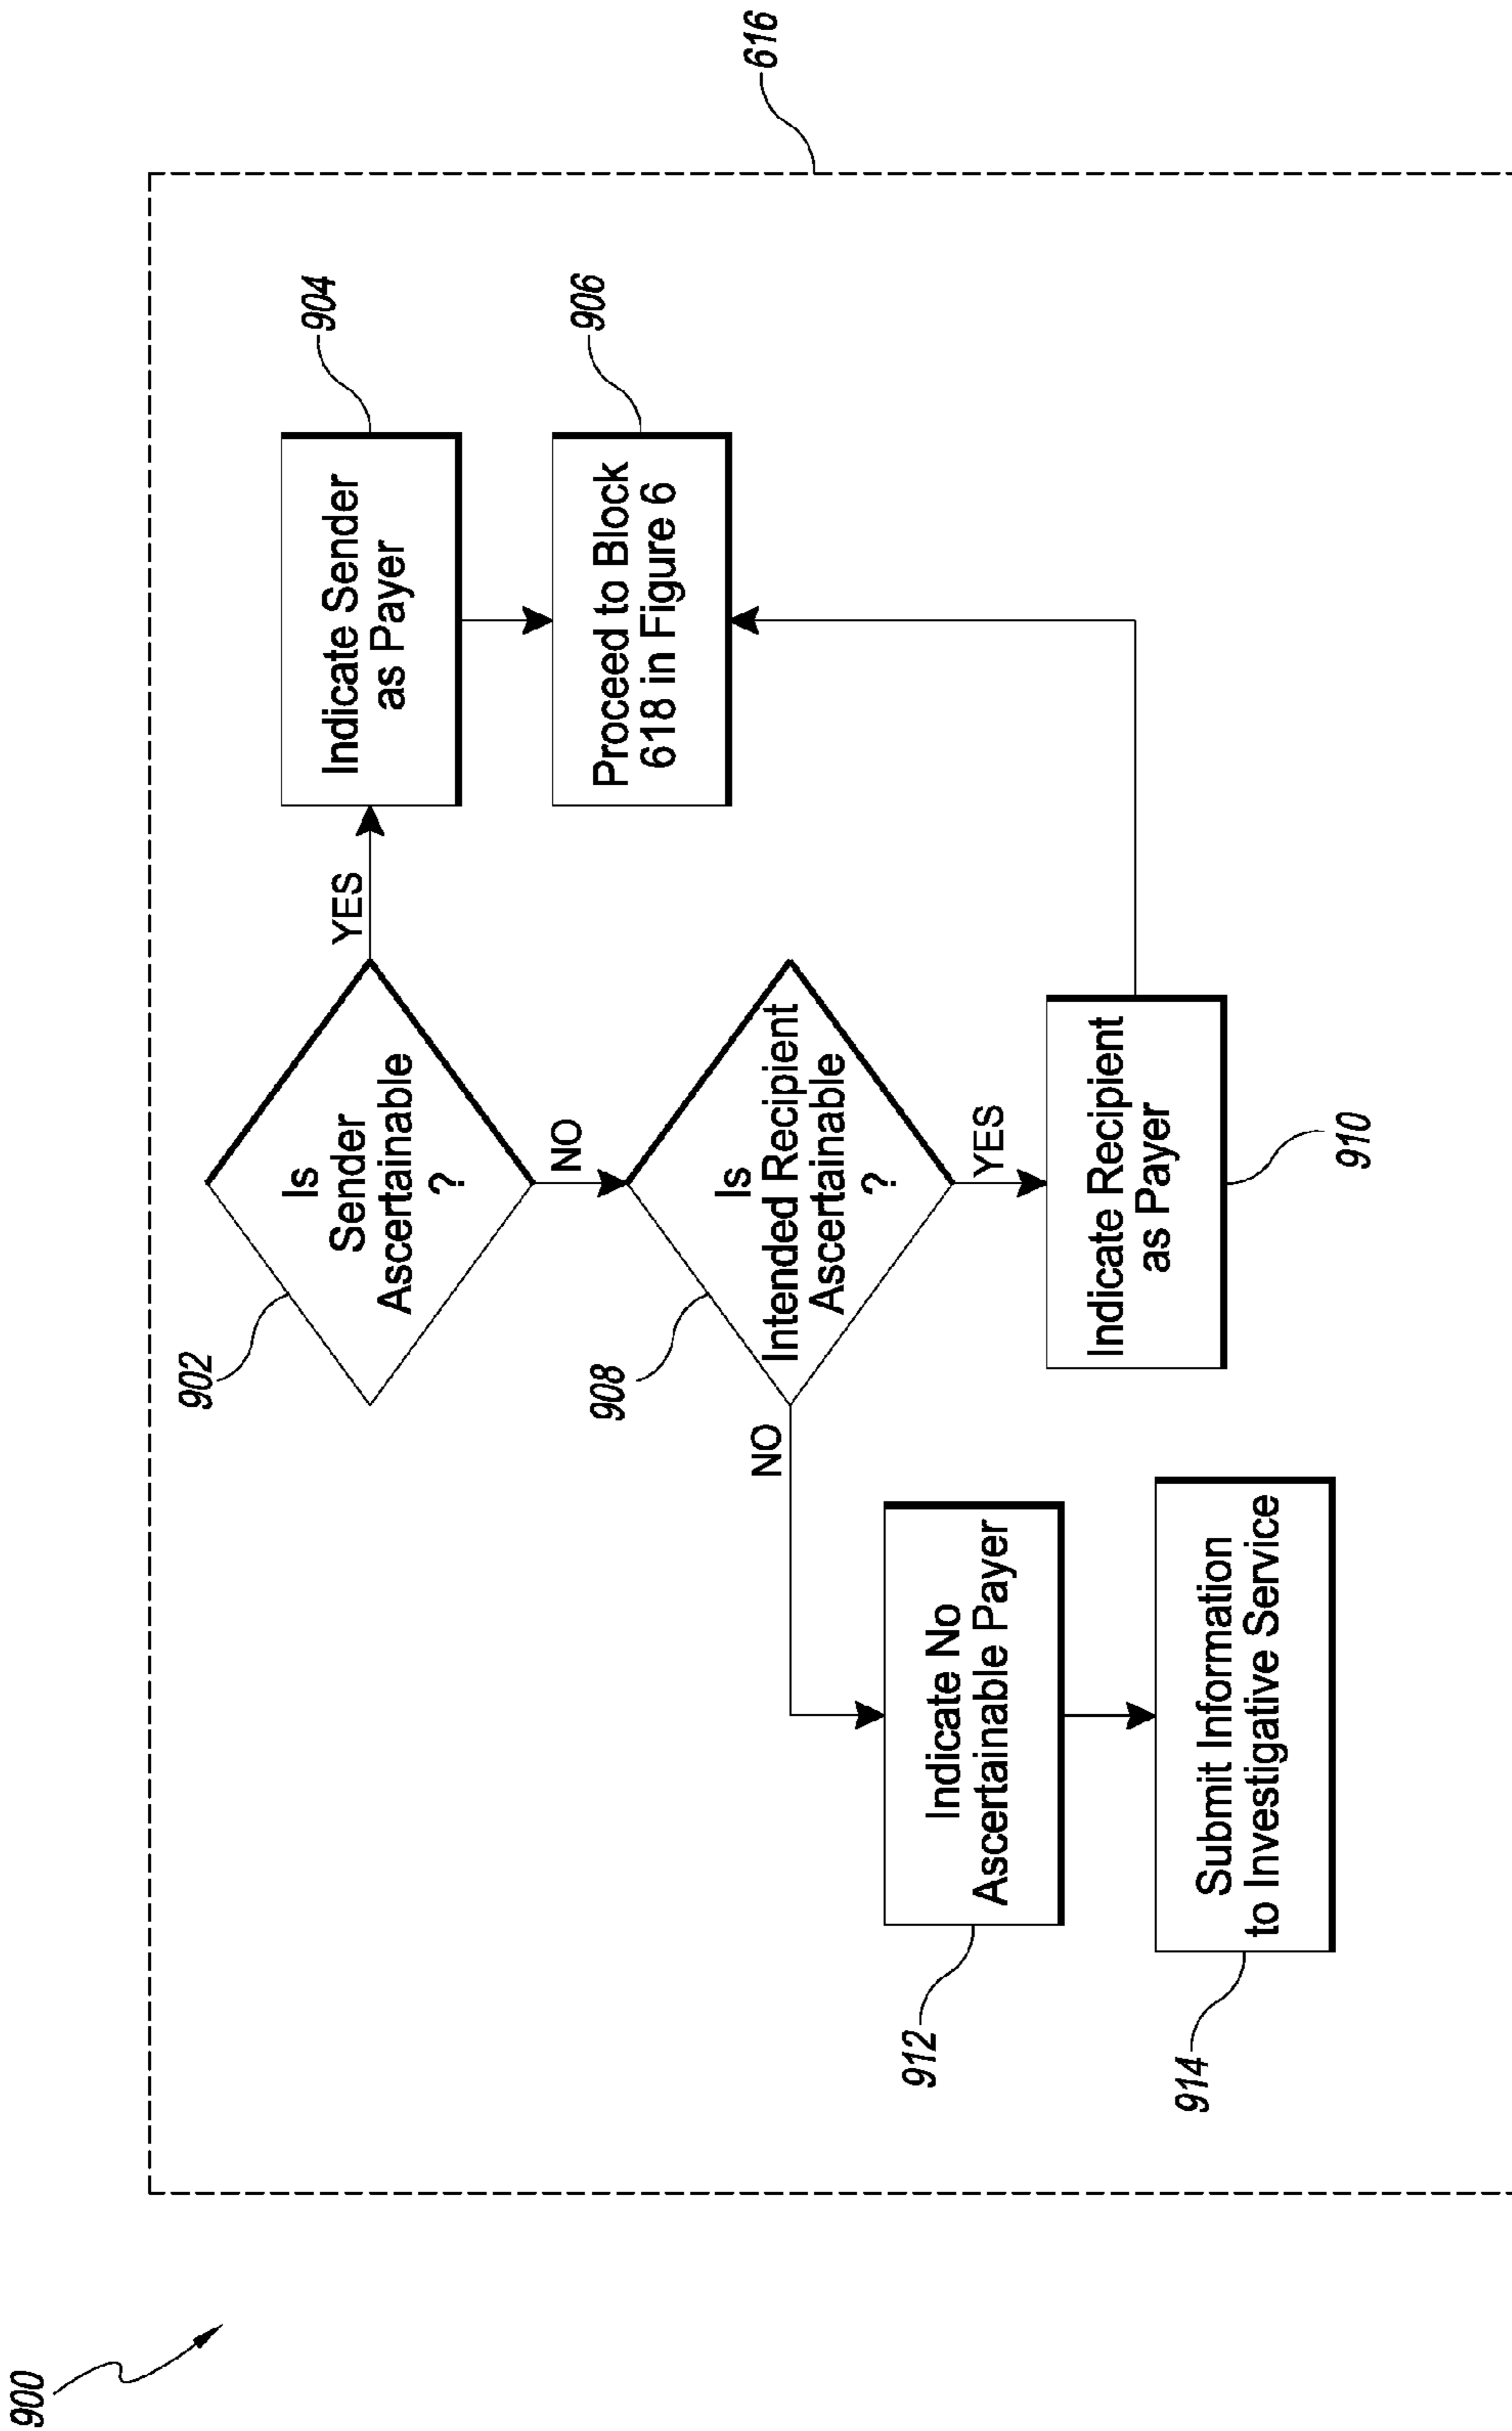 900
616
902
Is
Sender
Ascertainable
?
YES
904
Indicate Sender
as Payer
906
Proceed to Block
618 in Figure 6
NO
908
Is
Intended Recipient
Ascertainable
?
YES
Indicate Recipient
as Payer
910
NO
912
Indicate No
Ascertainable Payer
914
Submit Information
to Investigative Service